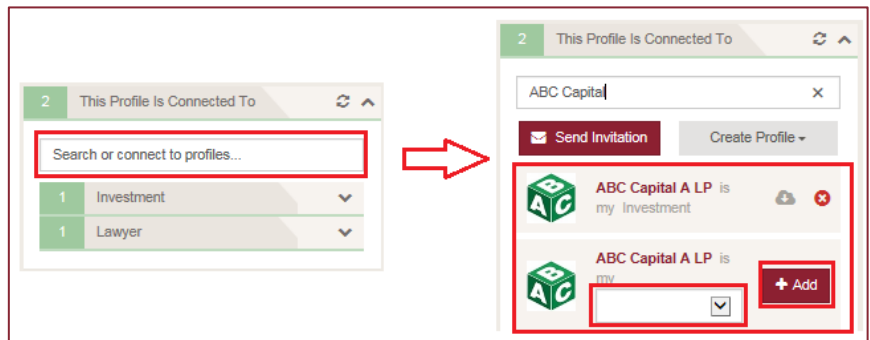 2 This Profile Is Connected To
Search or connect to profiles...
1 Investment
1 Lawyer
2 This Profile Is Connected To
ABC Capital
Send Invitation
Create Profile
A B C
ABC Capital A LP is
my Investment
A B C
ABC Capital A LP is
my
+ Add